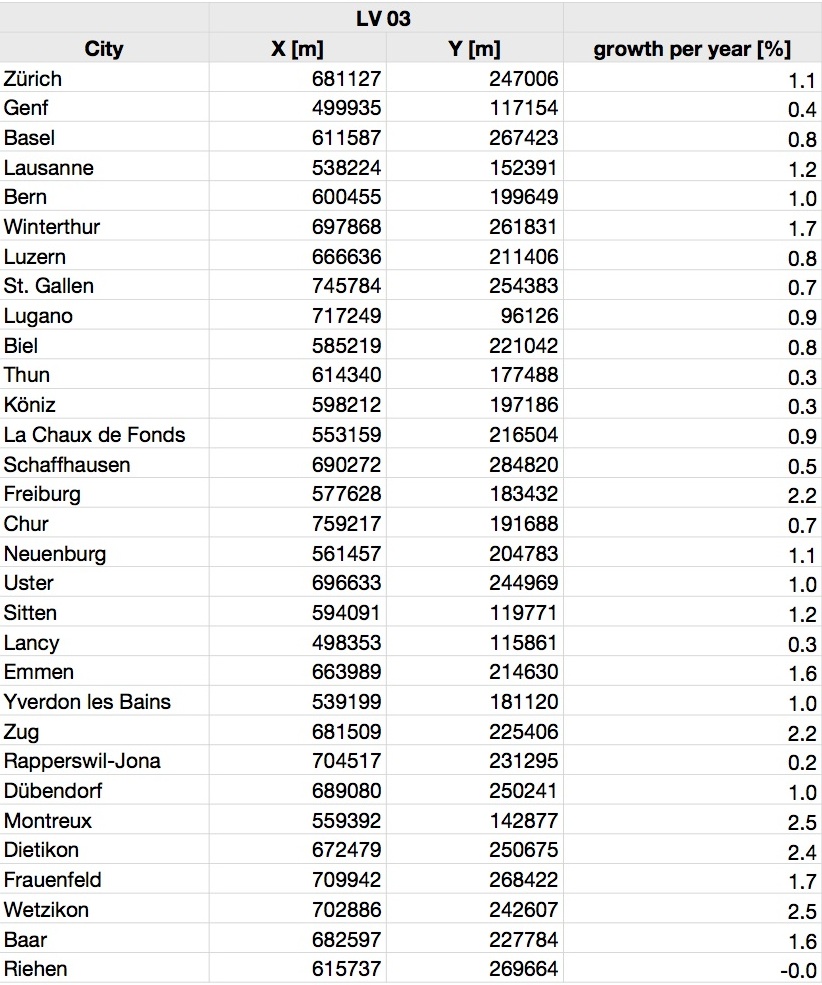 LV 03
City X [m] Y [m] growth per year [%]
Zürich 681127 247006 1.1
Genf 499935 117154 0.4
Basel 611587 267423 0.8
Lausanne 538224 152391 1.2
Bern 600455 199649 1.0
Winterthur 697868 261831 1.7
Luzern 666636 211406 0.8
St. Gallen 745784 254383 0.7
Lugano 717249 96126 0.9
Biel 585219 221042 0.8
Thun 614340 177488 0.3
Köniz 598212 197186 0.3
La Chaux de Fonds 553159 216504 0.9
Schaffhausen 690272 284820 0.5
Freiburg 577628 183432 2.2
Chur 759217 191688 0.7
Neuenburg 561457 204783 1.1
Uster 696633 244969 1.0
Sitten 594091 119771 1.2
Lancy 498353 115861 0.3
Emmen 663989 214630 1.6
Yverdon les Bains 539199 181120 1.0
Zug 681509 225406 2.2
Rapperswil-Jona 704517 231295 0.2
Dübendorf 689080 250241 1.0
Montreux 559392 142877 2.5
Dietikon 672479 250675 2.4
Frauenfeld 709942 268422 1.7
Wetzikon 702886 242607 2.5
Baar 682597 227784 1.6
Riehen 615737 269664 -0.0